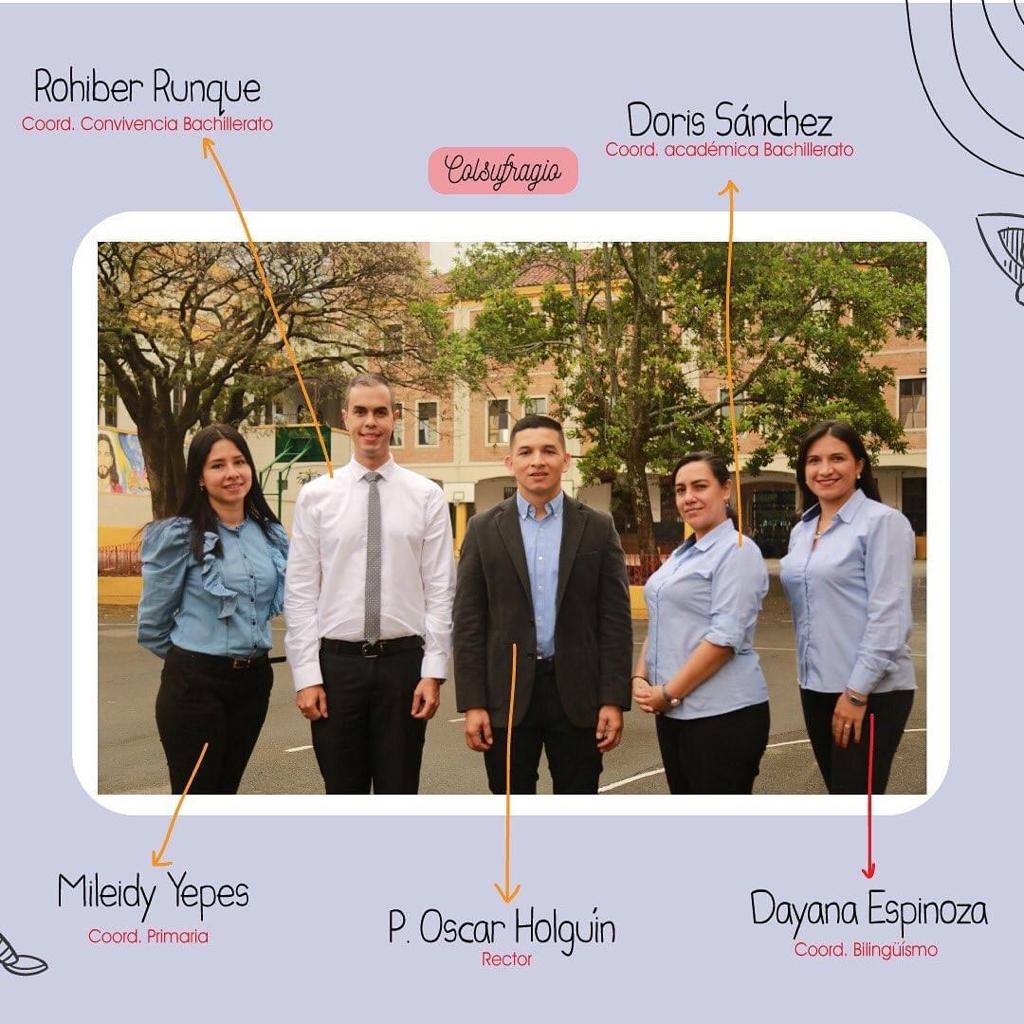 Rohiber Runque
Coord. Convivencia Bachillerato
Doris Sánchez
Coord. académica Bachillerato
Colsufragio
Mileidy Yepes
Coord. Primaria
P. Oscar Holguín
Rector
Dayana Espinoza
Coord. Bilingüísmo